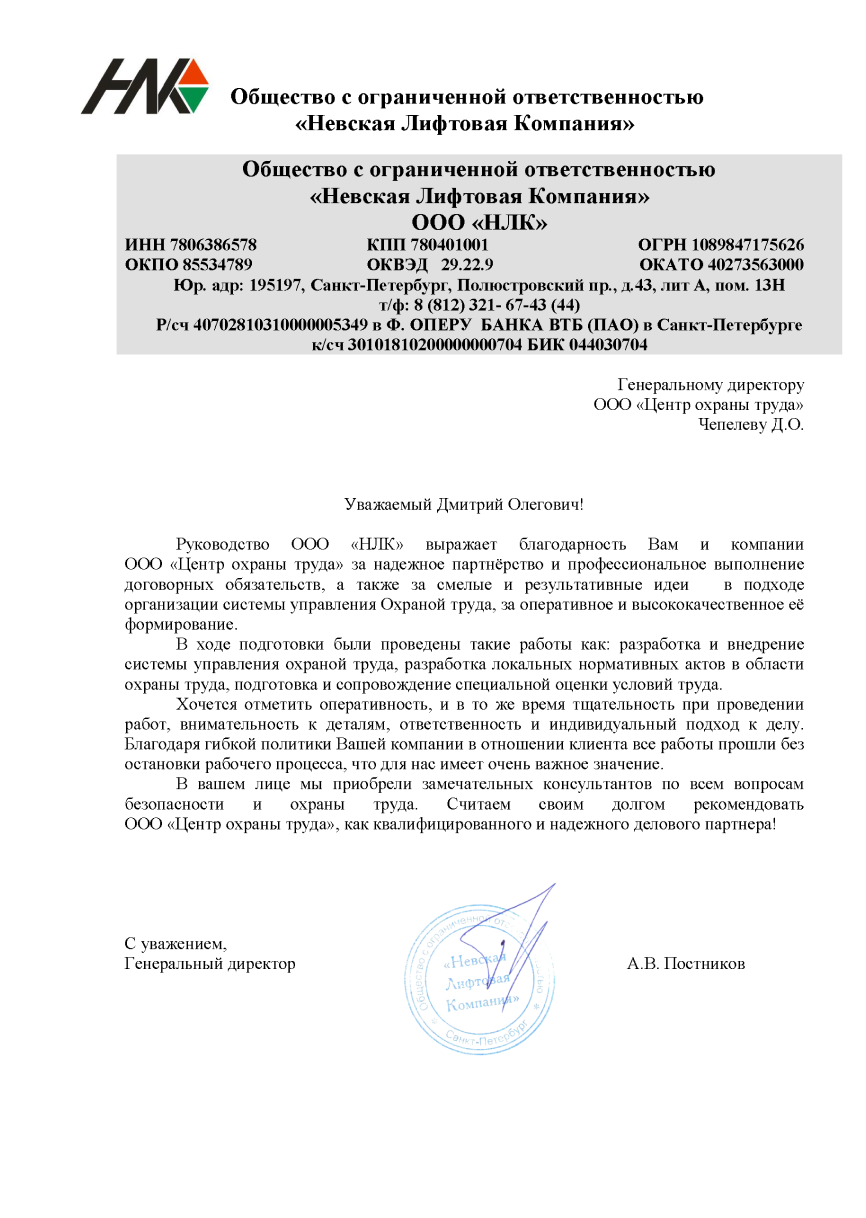 НЛК
Общество с ограниченной ответственностью
«Невская Лифтовая Компания»
Общество с ограниченной ответственностью
«Невская Лифтовая Компания»
ООО «НЛК»
ИНН 7806386578 КПП 780401001 ОГРН 1089847175626
ОКПО 85534789 ОКВЭД 29.22.9 ОКАТО 40273563000
Юр. адр: 195197, Санкт-Петербург, Полюстровский пр., д.43, лит А, пом. 13Н
т/ф: 8 (812) 321- 67-43 (44)
Р/сч 40702810310000005349 в Ф. ОПЕРУ БАНКА ВТБ (ПАО) в Санкт-Петербурге
к/сч 30101810200000000704 БИК 044030704
Генеральному директору
ООО «Центр охраны труда»
Чепелеву Д.О.
Уважаемый Дмитрий Олегович!
Руководство ООО «НЛК» выражает благодарность Вам и компании
ООО «Центр охраны труда» за надежное партнёрство и профессиональное выполнение
договорных обязательств, а также за смелые и результативные идеи в подходе
организации системы управления Охраной труда, за оперативное и высококачественное её
формирование.
В ходе подготовки были проведены такие работы как: разработка и внедрение
системы управления охраной труда, разработка локальных нормативных актов в области
охраны труда, подготовка и сопровождение специальной оценки условий труда.
Хочется отметить оперативность, и в то же время тщательность при проведении
работ, внимательность к деталям, ответственность и индивидуальный подход к делу.
Благодаря гибкой политики Вашей компании в отношении клиента все работы прошли без
остановки рабочего процесса, что для нас имеет очень важное значение.
В вашем лице мы приобрели замечательных консультантов по всем вопросам
безопасности и охраны труда. Считаем своим долгом рекомендовать
ООО «Центр охраны труда», как квалифицированного и надежного делового партнера!
С уважением,
Генеральный директор А.В. Постников
Общество с ограниченной
«Невская
Лифтовая
Компания»
Санкт-Петербург